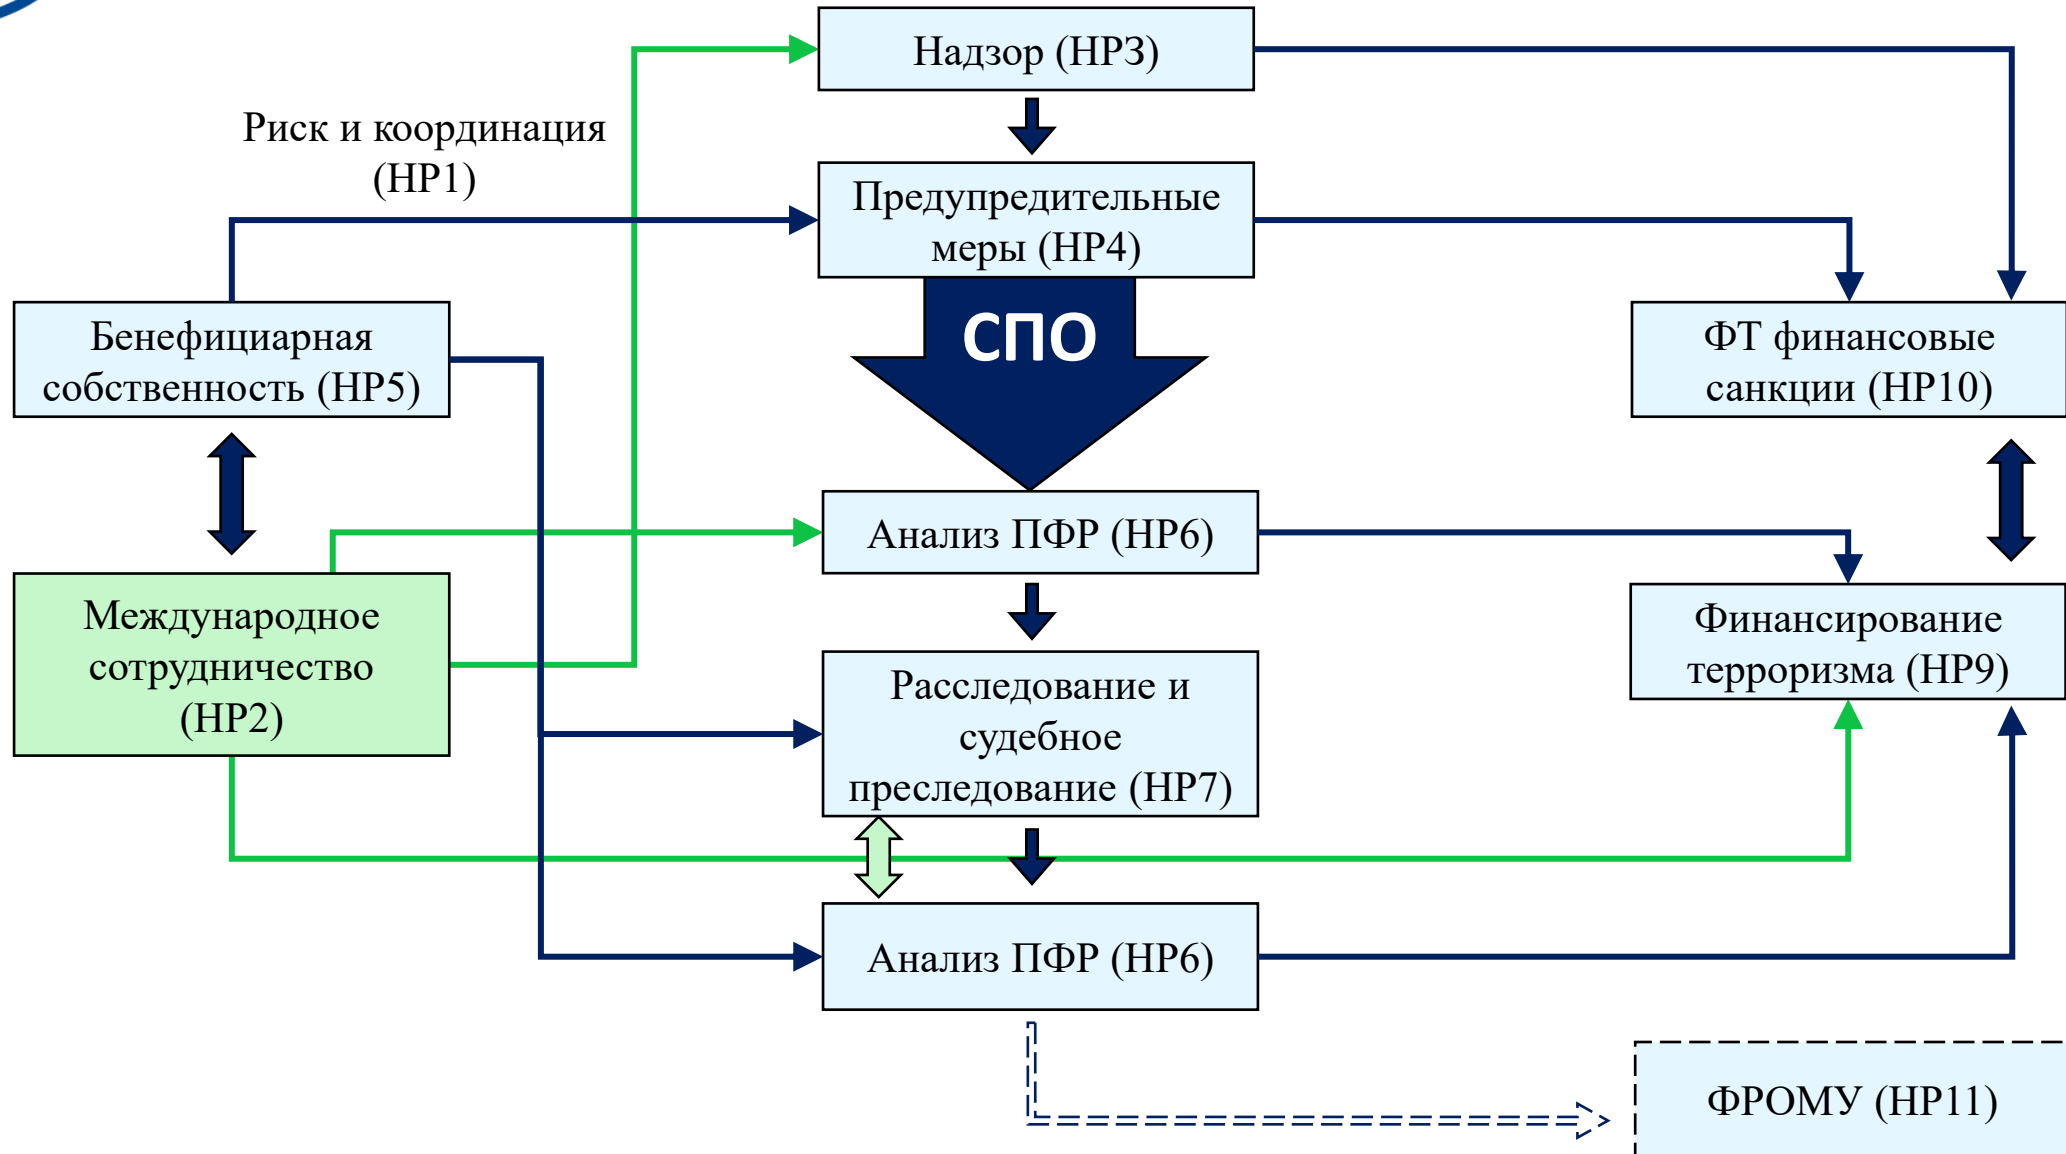 Надзор (НР3)
Риск и координация
(НР1)
Предупредительные
меры (НР4)
СПО
Бенефициарная
собственность (НР5)
ФТ финансовые
санкции (НР10)
Анализ ПФР (НР6)
Международное
сотрудничество
(НР2)
Финансирование
терроризма (НР9)
Расследование и
судебное
преследование (НР7)
Анализ ПФР (НР6)
ФРОМУ (НР11)